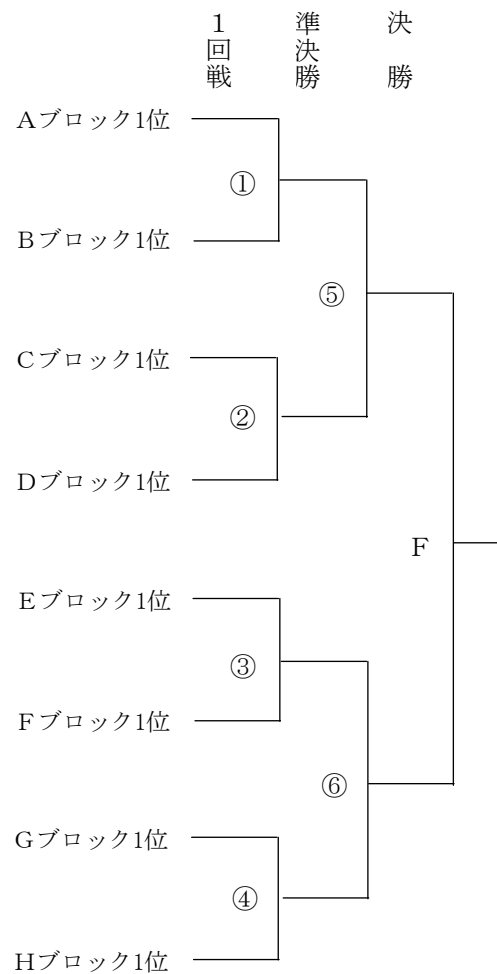 1回戦
準決勝
決勝
Aブロック1位
①
Bブロック1位
⑤
Cブロック1位
②
Dブロック1位
F
Eブロック1位
③
Fブロック1位
⑥
Gブロック1位
④
Hブロック1位